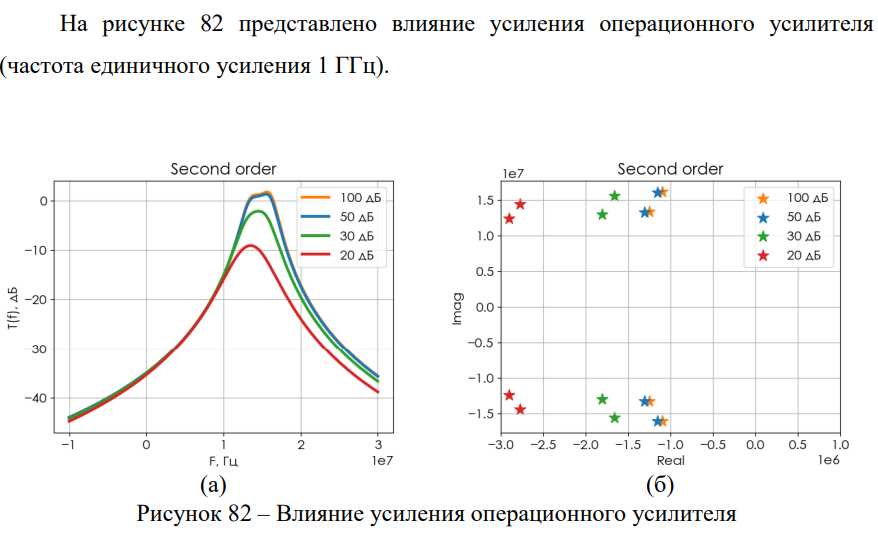 На рисунке 82 представлено влияние усиления операционного усилителя
(частота единичного усиления 1 ГГц).
Second order
T(f), дБ
0
−10
−20
−30
−40
100 дБ
50 дБ
30 дБ
20 дБ
−1 0 1 2 3
F, Гц
1e7
(а)
1e7
Second order
Imag
1.5
1.0
0.5
0.0
−0.5
−1.0
−1.5
100 дБ
50 дБ
30 дБ
20 дБ
−3.0 −2.5 −2.0 −1.5 −1.0 −0.5 0.0 0.5 1.0
Real
1e6
(б)
Рисунок 82 – Влияние усиления операционного усилителя